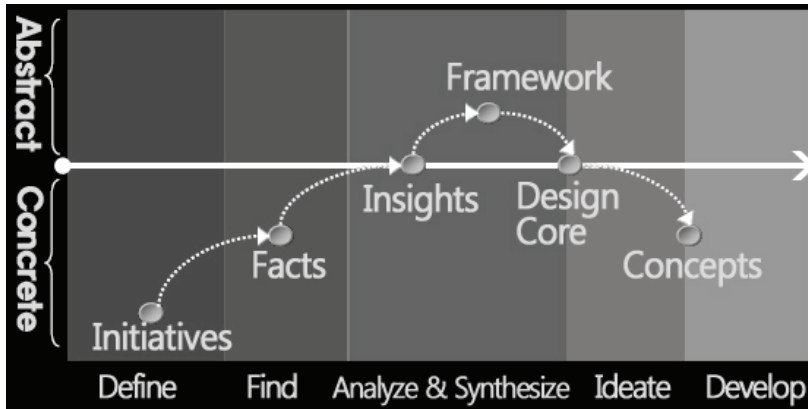 Abstract
Concrete
Framework
Insights
Design
Core
Facts
Concepts
Initiatives
Define
Find
Analyze & Synthesize
Ideate
Develop